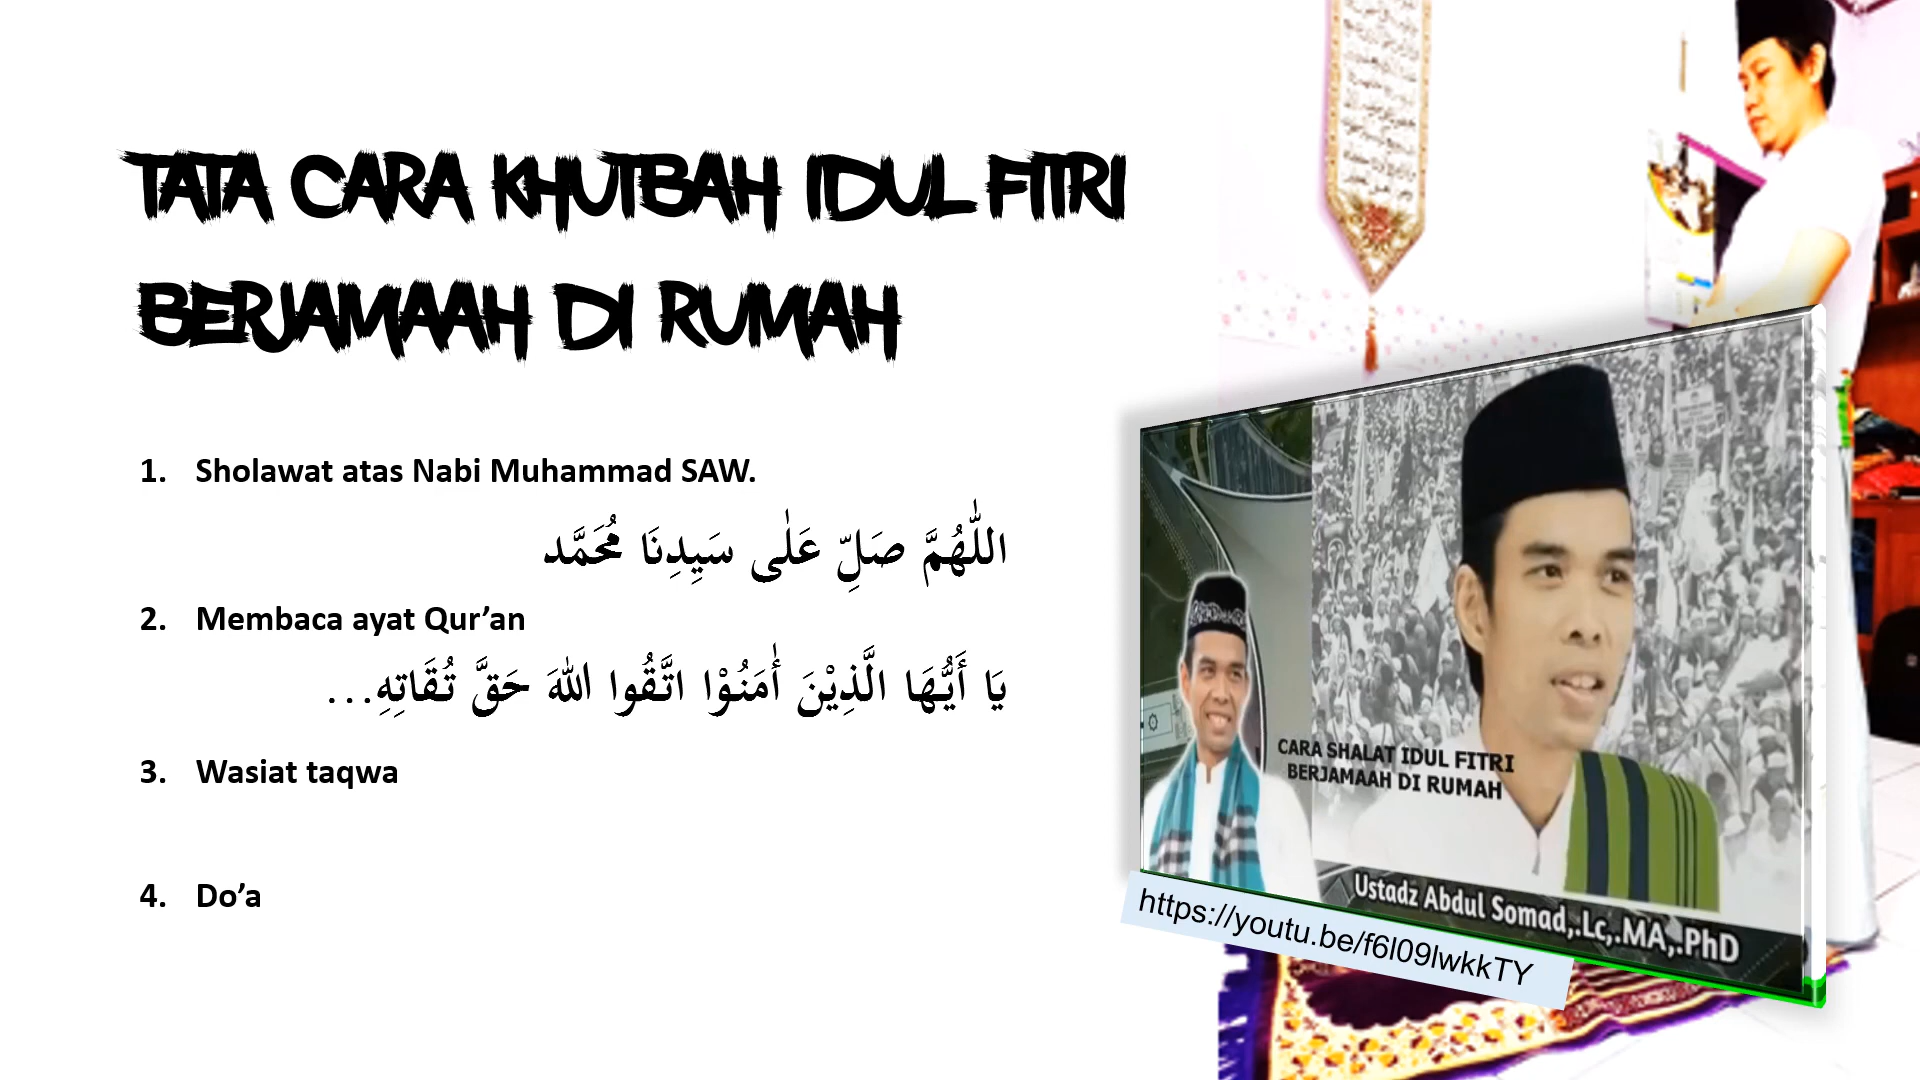 TATA CARA KHUTBAH IDUL FITRI
BERJAMAAH DI RUMAH
1. Sholawat atas Nabi Muhammad SAW.
اللّٰهُمَّ صَلِّ عَلٰى سَيِدِنَا مُحَمَّد
2. Membaca ayat Qur’an
يَا أَيُّهَا الَّذِيْنَ أٰمَنُوْا اتَّقُوا اللهَ حَقَّ تُقَاتِهِ...
3. Wasiat taqwa
4. Do’a
CARA SHALAT IDUL FITRI
BERJAMAAH DI RUMAH
Ustadz Abdul Somad,.Lc,.MA,.PhD
https://youtu.be/f6l09lwkkTY